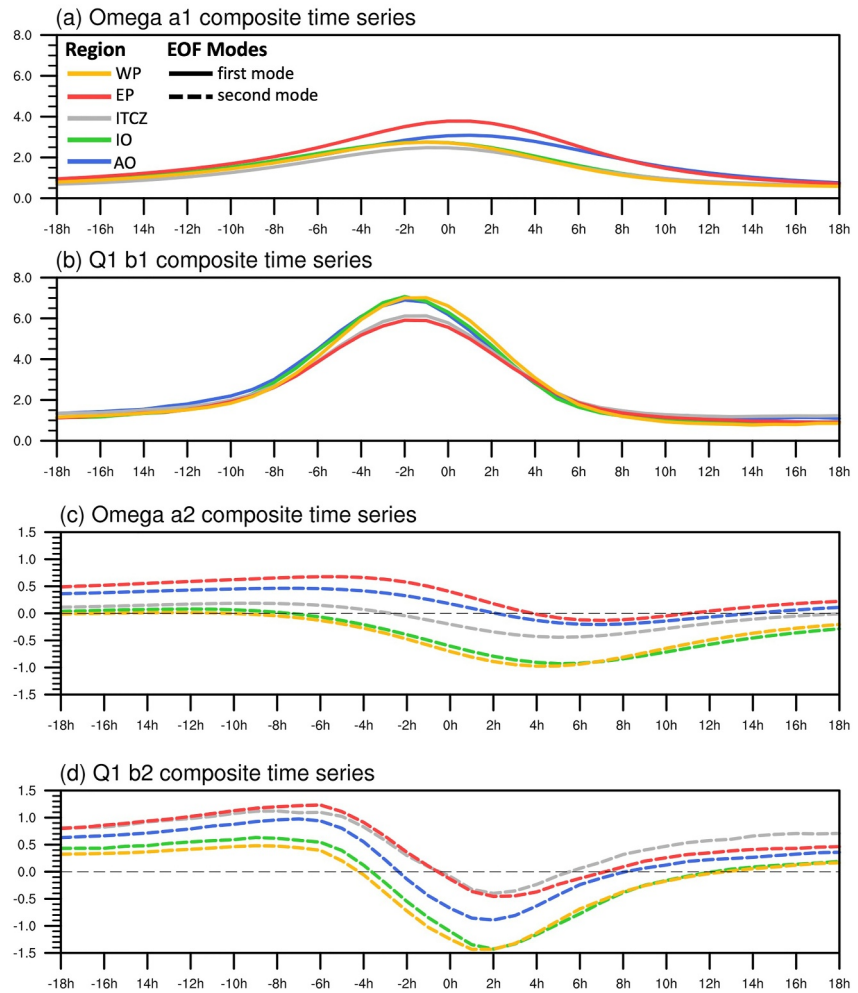 (a) Omega a1 composite time series
8.0
6.0
4.0
2.0
0.0
Region
WP
EP
ITCZ
IO
AO
EOF Modes
first mode
second mode
-18h -16h 14h -12h -10h -8h -6h -4h -2h 0h 2h 4h 6h 8h 10h 12h 14h 16h 18h
(b) Q1 b1 composite time series
8.0
6.0
4.0
2.0
0.0
-18h -16h 14h -12h -10h -8h -6h -4h -2h 0h 2h 4h 6h 8h 10h 12h 14h 16h 18h
(c) Omega a2 composite time series
1.5
1.0
0.5
0.0
-0.5
-1.0
-1.5
-18h -16h 14h -12h -10h -8h -6h -4h -2h 0h 2h 4h 6h 8h 10h 12h 14h 16h 18h
(d) Q1 b2 composite time series
1.5
1.0
0.5
0.0
-0.5
-1.0
-1.5
-18h -16h 14h -12h -10h -8h -6h -4h -2h 0h 2h 4h 6h 8h 10h 12h 14h 16h 18h